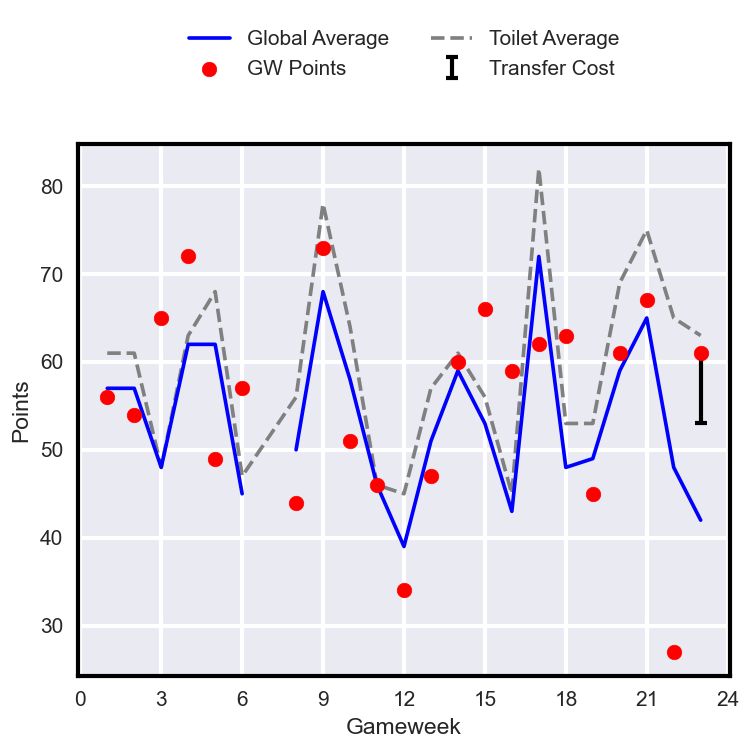 Global Average
Toilet Average
GW Points
Transfer Cost
80
70
60
50
40
30
Points
0 3 6 9 12 15 18 21 24
Gameweek